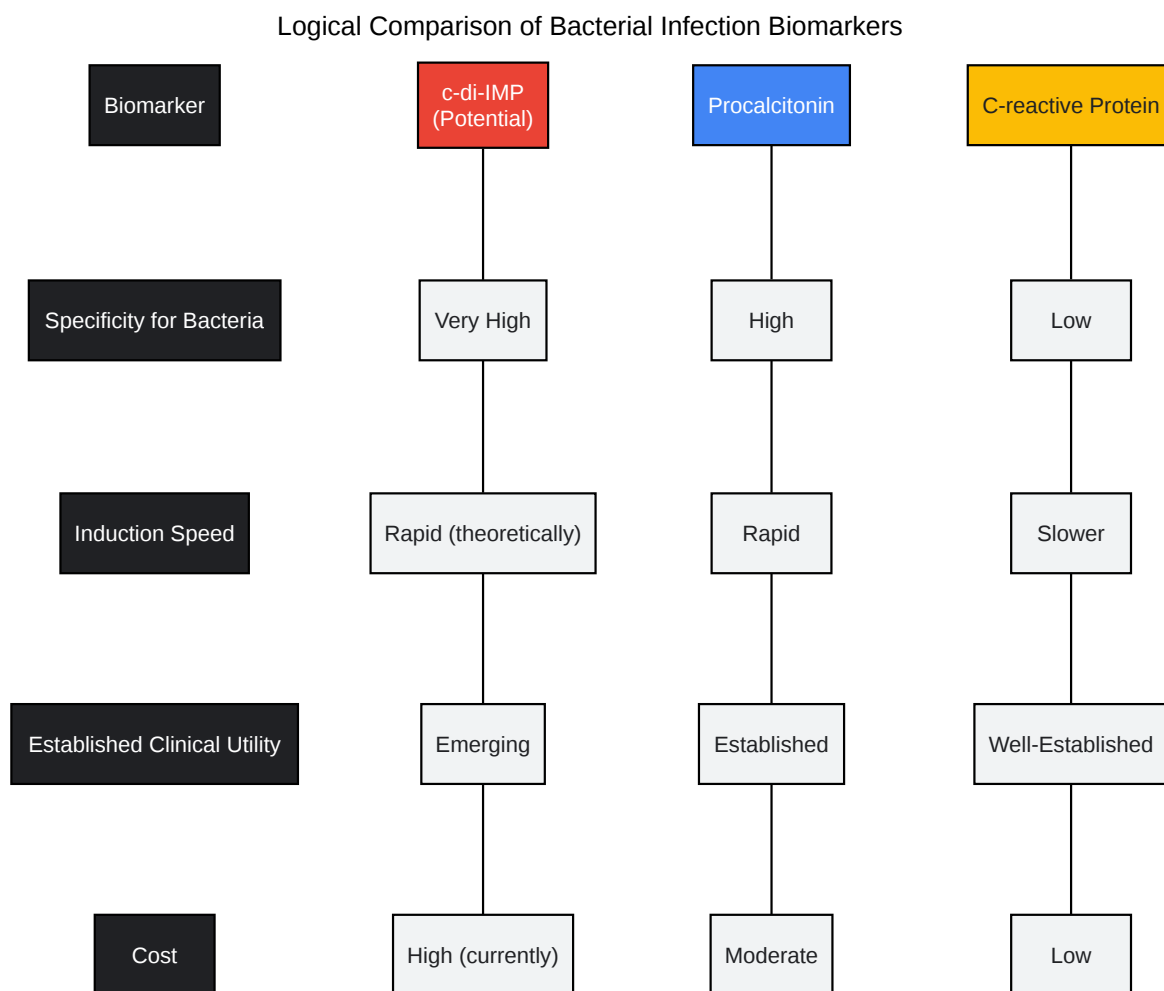 Logical Comparison of Bacterial Infection Biomarkers
Biomarker
c-di-IMP
(Potential)
Procalcitonin
C-reactive Protein
Specificity for Bacteria
Very High
High
Low
Induction Speed
Rapid (theoretically)
Rapid
Slower
Established Clinical Utility
Emerging
Established
Well-Established
Cost
High (currently)
Moderate
Low